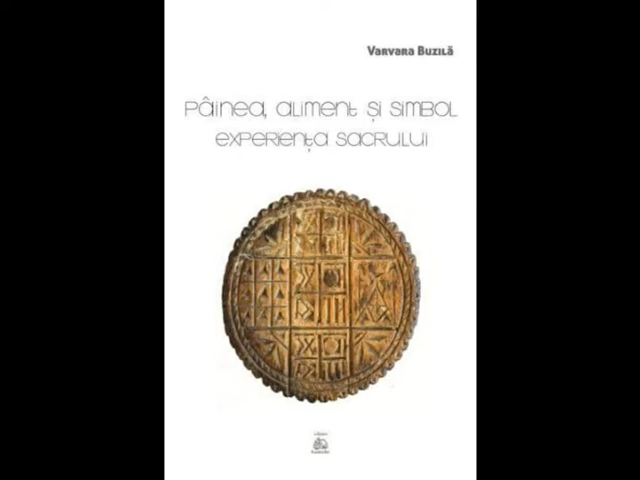 Varvara Buzilă
Pâinea, aliment și simbol
experiența sacrului